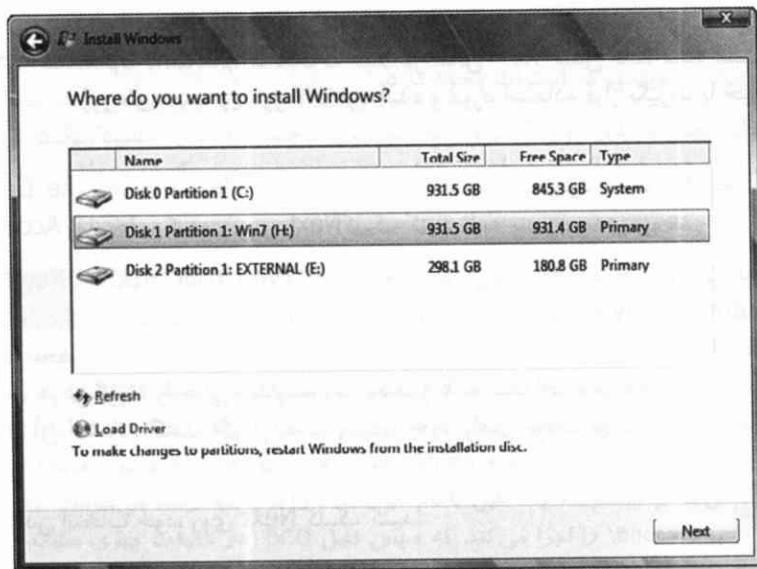 Install Windows
Where do you want to install Windows?
Name Total Size Free Space Type
Disk 0 Partition 1 (C:) 931.5 GB 845.3 GB System
Disk 1 Partition 1: Win7 (H:) 931.5 GB 931.4 GB Primary
Disk 2 Partition 1: EXTERNAL (E:) 298.1 GB 180.8 GB Primary
Refresh
Load Driver
To make changes to partitions, restart Windows from the installation disc.
Next